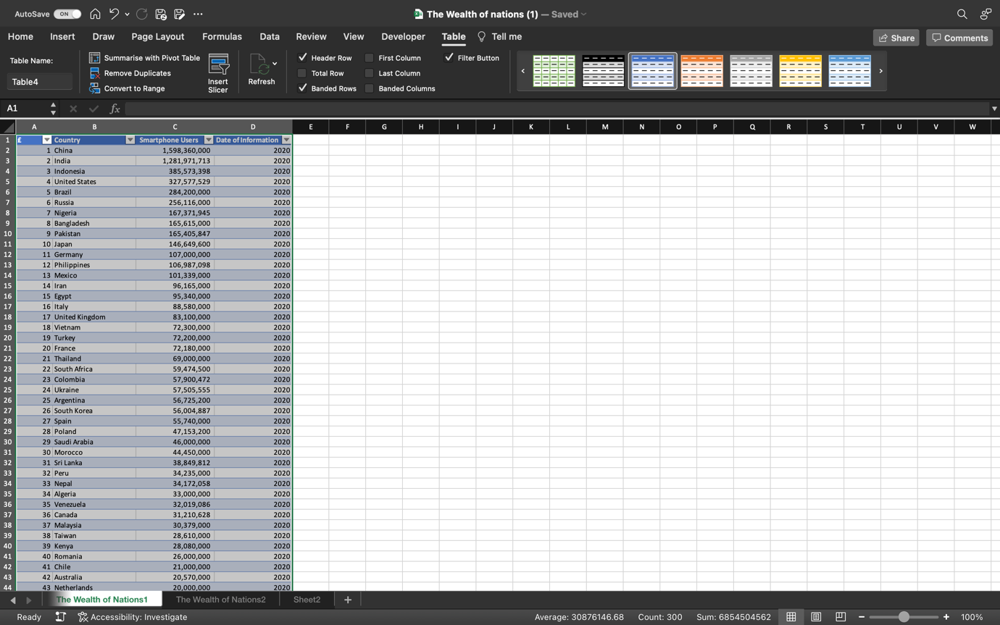 AutoSave ON The Wealth of nations (1) — Saved
Home Insert Draw Page Layout Formulas Data Review View Developer Table Tell me Share Comments
Table Name:
Table4
Summarise with Pivot Table
Remove Duplicates
Convert to Range
Insert
Slicer
Refresh
Header Row First Column Filter Button
Total Row Last Column
Banded Rows Banded Columns
A1 fx
A B C D E F G H I J K L M N O P Q R S T U V W
1 £ Country Smartphone Users Date of Information
2 1 China 1,598,360,000 2020
3 2 India 1,281,971,713 2020
4 3 Indonesia 385,573,398 2020
5 4 United States 327,577,529 2020
6 5 Brazil 284,200,000 2020
7 6 Russia 256,116,000 2020
8 7 Nigeria 167,371,945 2020
9 8 Bangladesh 165,615,000 2020
10 9 Pakistan 165,405,847 2020
11 10 Japan 146,649,600 2020
12 11 Germany 107,000,000 2020
13 12 Philippines 106,987,098 2020
14 13 Mexico 101,339,000 2020
15 14 Iran 96,165,000 2020
16 15 Egypt 95,340,000 2020
17 16 Italy 88,580,000 2020
18 17 United Kingdom 83,100,000 2020
19 18 Vietnam 72,300,000 2020
20 19 Turkey 72,200,000 2020
21 20 France 72,180,000 2020
22 21 Thailand 69,000,000 2020
23 22 South Africa 59,474,500 2020
24 23 Colombia 57,900,472 2020
25 24 Ukraine 57,505,555 2020
26 25 Argentina 56,725,200 2020
27 26 South Korea 56,004,887 2020
28 27 Spain 55,740,000 2020
29 28 Poland 47,153,200 2020
30 29 Saudi Arabia 46,000,000 2020
31 30 Morocco 44,450,000 2020
32 31 Sri Lanka 38,849,812 2020
33 32 Peru 34,235,000 2020
34 33 Nepal 34,172,058 2020
35 34 Algeria 33,000,000 2020
36 35 Venezuela 32,019,086 2020
37 36 Canada 31,210,628 2020
38 37 Malaysia 30,379,000 2020
39 38 Taiwan 28,610,000 2020
40 39 Kenya 28,080,000 2020
41 40 Romania 26,000,000 2020
42 41 Chile 21,000,000 2020
43 42 Australia 20,570,000 2020
44 43 Netherlands 20,000,000 2020
The Wealth of Nations1 The Wealth of Nations2 Sheet2
Ready Accessibility: Investigate Average: 30876146.68 Count: 300 Sum: 6854504562 100%